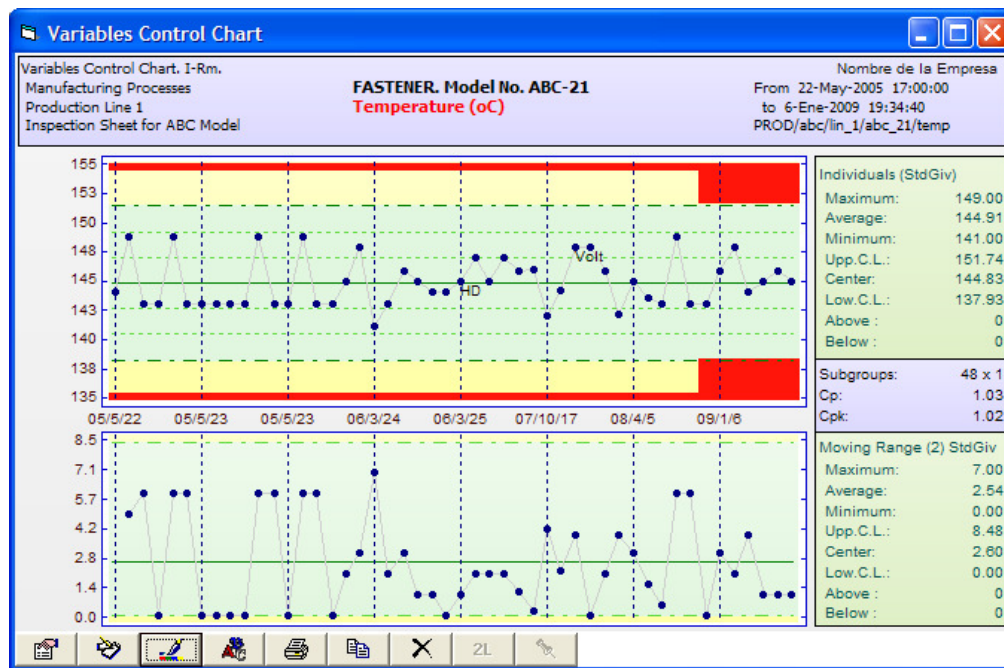 Variables Control Chart
Variables Control Chart. I-Rm.
Manufacturing Processes
Production Line 1
Inspection Sheet for ABC Model
FASTENER. Model No. ABC-21
Temperature (oC)
Nombre de la Empresa
From 22-May-2005 17:00:00
to 6-Ene-2009 19:34:40
PROD/abc/lin_1/abc_21/temp
155
153
150
148
145
143
140
138
135
Volt
HD
05/5/22 05/5/23 05/5/23 06/3/24 06/3/25 07/10/17 08/4/5 09/1/6
8.5
7.1
5.7
4.2
2.8
1.4
0.0
Individuals (StdGiv)
Maximum: 149.00
Average: 144.91
Minimum: 141.00
Upp.C.L.: 151.74
Center: 144.83
Low.C.L.: 137.93
Above : 0
Below : 0
Subgroups: 48 x 1
Cp: 1.03
Cpk: 1.02
Moving Range (2) StdGiv
Maximum: 7.00
Average: 2.54
Minimum: 0.00
Upp.C.L.: 8.48
Center: 2.60
Low.C.L.: 0.00
Above : 0
Below : 0
2L